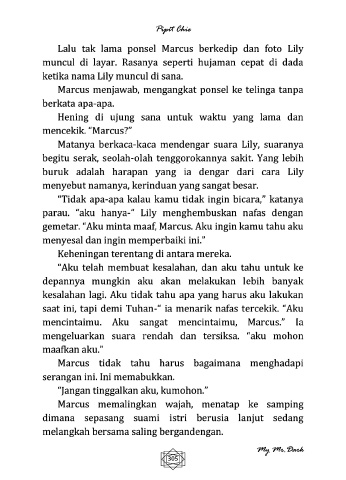 Pipit Chie
Lalu tak lama ponsel Marcus berkedip dan foto Lily
muncul di layar. Rasanya seperti hujaman cepat di dada
ketika nama Lily muncul di sana.
Marcus menjawab, mengangkat ponsel ke telinga tanpa
berkata apa-apa.
Hening di ujung sana untuk waktu yang lama dan
mencekik. “Marcus?”
Matanya berkaca-kaca mendengar suara Lily, suaranya
begitu serak, seolah-olah tenggorokannya sakit. Yang lebih
buruk adalah harapan yang ia dengar dari cara Lily
menyebut namanya, kerinduan yang sangat besar.
“Tidak apa-apa kalau kamu tidak ingin bicara,” katanya
parau. “aku hanya-“ Lily menghembuskan nafas dengan
gemetar. “Aku minta maaf, Marcus. Aku ingin kamu tahu aku
menyesal dan ingin memperbaiki ini.”
Keheningan terentang di antara mereka.
“Aku telah membuat kesalahan, dan aku tahu untuk ke
depannya mungkin aku akan melakukan lebih banyak
kesalahan lagi. Aku tidak tahu apa yang harus aku lakukan
saat ini, tapi demi Tuhan-“ ia menarik nafas tercekik. “Aku
mencintaimu. Aku sangat mencintaimu, Marcus.” Ia
mengeluarkan suara rendah dan tersiksa. “aku mohon
maafkan aku.”
Marcus tidak tahu harus bagaimana menghadapi
serangan ini. Ini memabukkan.
“Jangan tinggalkan aku, kumohon.”
Marcus memalingkan wajah, menatap ke samping
dimana sepasang suami istri berusia lanjut sedang
melangkah bersama saling bergandengan.
My Mr. Dark
305